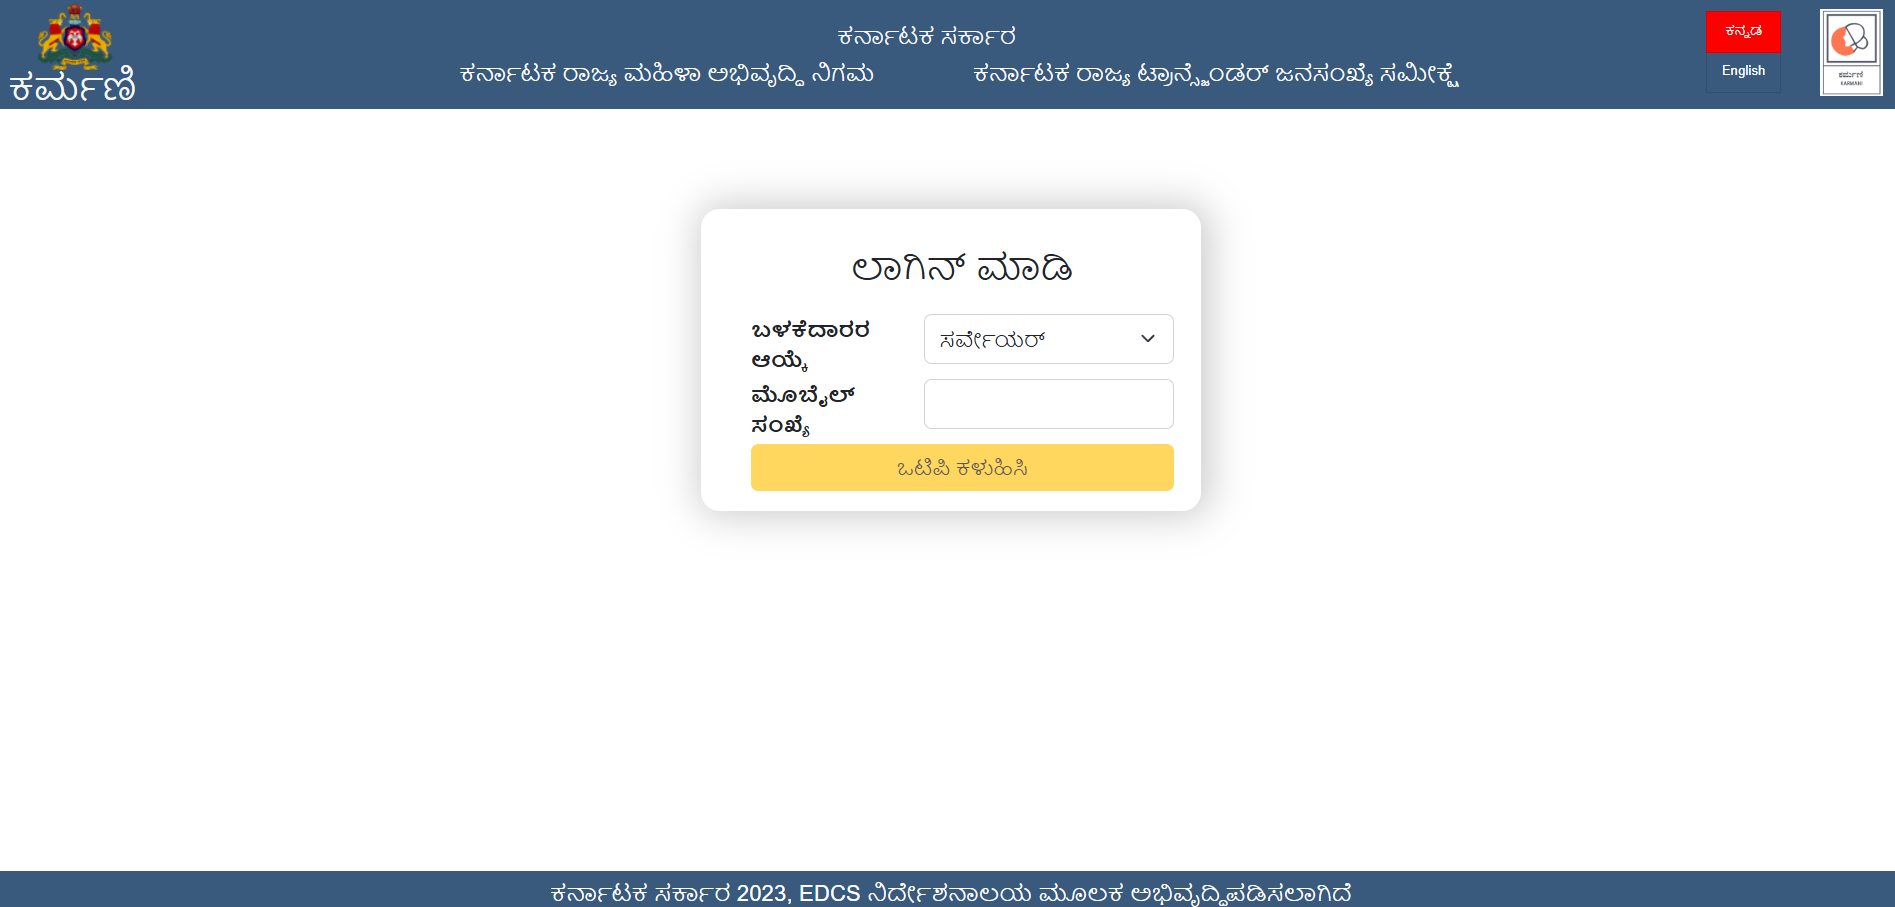 ಕರ್ಮಣಿ
ಕರ್ನಾಟಕ ಸರ್ಕಾರ
ಕರ್ನಾಟಕ ರಾಜ್ಯ ಮಹಿಳಾ ಅಭಿವೃದ್ಧಿ ನಿಗಮ
ಕರ್ನಾಟಕ ರಾಜ್ಯ ಟ್ರಾನ್ಸ್ಜೆಂಡರ್ ಜನಸಂಖ್ಯೆ ಸಮೀಕ್ಷೆ
ಕನ್ನಡ
English
ಕರ್ಮಣಿ
KARMANI
ಲಾಗಿನ್ ಮಾಡಿ
ಬಳಕೆದಾರರ
ಆಯ್ಕೆ
ಸರ್ವೇಯರ್
ಮೊಬೈಲ್
ಸಂಖ್ಯೆ
ಒಟಿಪಿ ಕಳುಹಿಸಿ
ಕರ್ನಾಟಕ ಸರ್ಕಾರ 2023, EDCS ನಿರ್ದೇಶನಾಲಯ ಮೂಲಕ ಅಭಿವೃದ್ಧಿಪಡಿಸಲಾಗಿದೆ